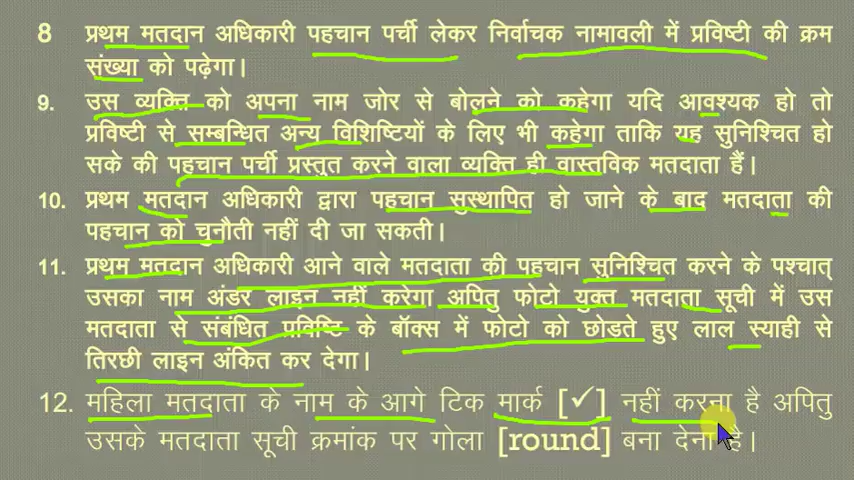 8 प्रथम मतदान अधिकारी पहचान पर्ची लेकर निर्वाचक नामावली में प्रविष्टी की क्रम
संख्या को पढ़ेगा।
9. उस व्यक्ति को अपना नाम जोर से बोलने को कहेगा यदि आवश्यक हो तो
प्रविष्टी से सम्बन्धित अन्य विशिष्टियों के लिए भी कहेगा ताकि यह सुनिश्चित हो
सके की पहचान पर्ची प्रस्तुत करने वाला व्यक्ति ही वास्तविक मतदाता हैं।
10. प्रथम मतदान अधिकारी द्वारा पहचान सुस्थापित हो जाने के बाद मतदाता की
पहचान को चुनौती नहीं दी जा सकती।
11. प्रथम मतदान अधिकारी आने वाले मतदाता की पहचान सुनिश्चित करने के पश्चात्
उसका नाम अंडर लाइन नहीं करेगा अपितु फोटो युक्त मतदाता सूची में उस
मतदाता से संबंधित प्रविष्टि के बॉक्स में फोटो को छोडते हुए लाल स्याही से
तिरछी लाइन अंकित कर देगा।
12. महिला मतदाता के नाम के आगे टिक मार्क [✓] नहीं करना है अपितु
उसके मतदाता सूची क्रमांक पर गोला [round] बना देना है।